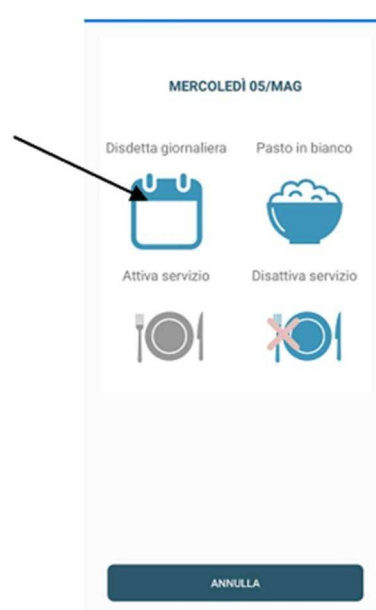 MERCOLEDÌ 05/MAG
Disdetta giornaliera Pasto in bianco
Attiva servizio Disattiva servizio
ANNULLA